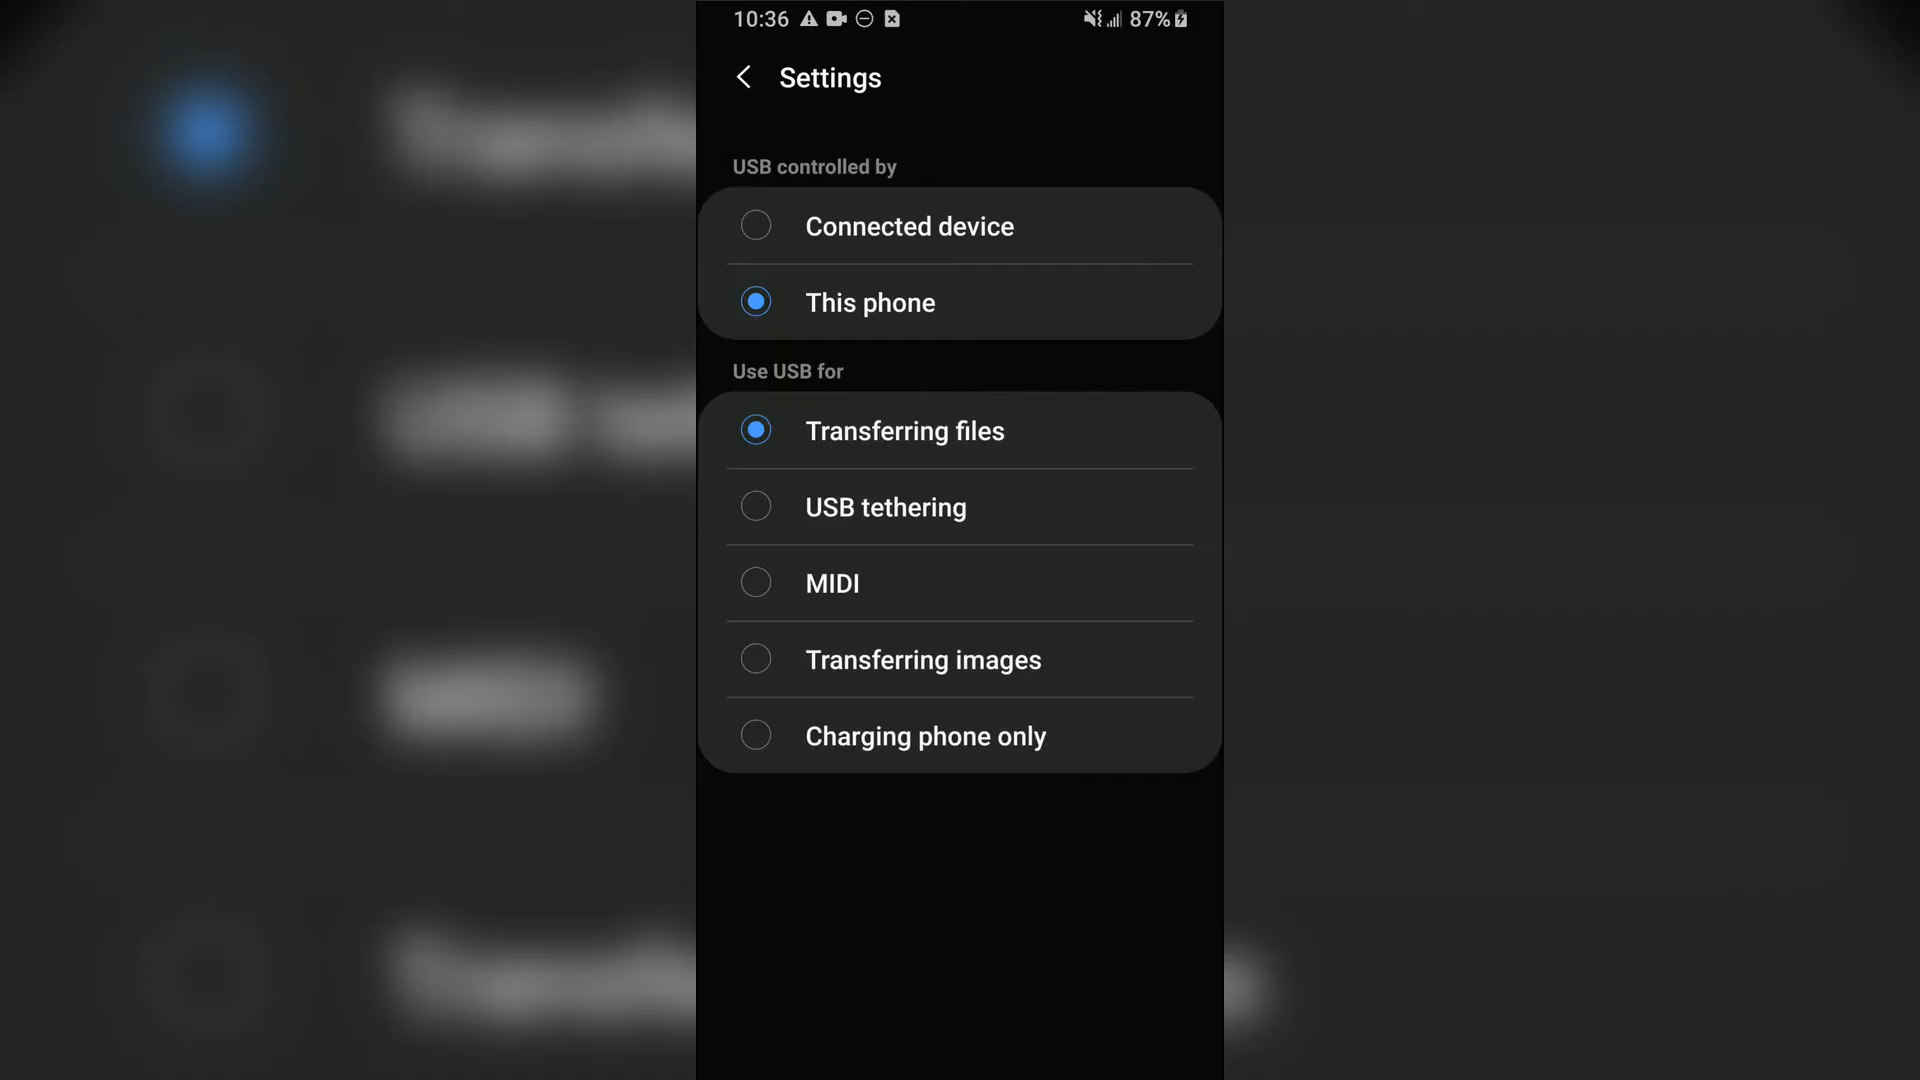 10:36 87%
Settings
USB controlled by
Connected device
This phone
Use USB for
Transferring files
USB tethering
MIDI
Transferring images
Charging phone only